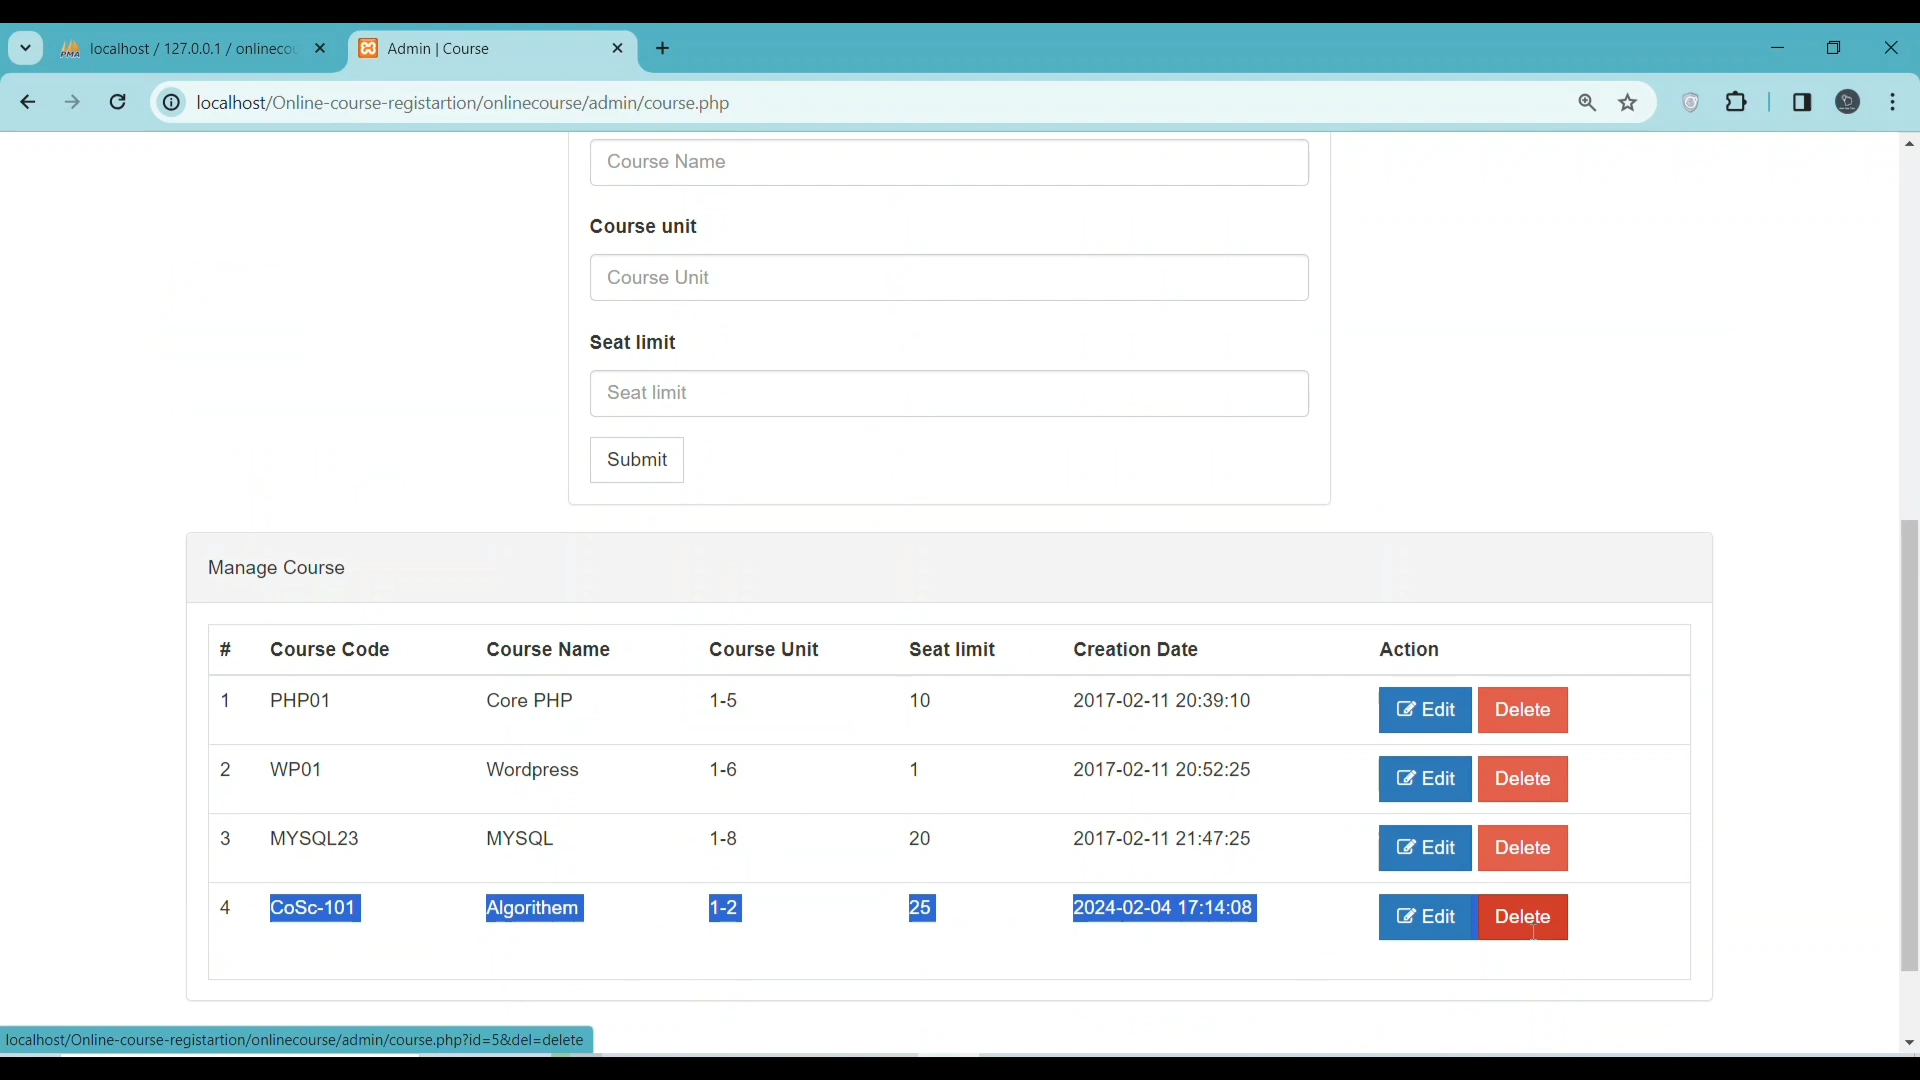 localhost / 127.0.0.1 / onlinecou
Admin | Course
localhost/Online-course-registartion/onlinecourse/admin/course.php
Course Name
Course unit
Course Unit
Seat limit
Seat limit
Submit
Manage Course
# Course Code Course Name Course Unit Seat limit Creation Date Action
1 PHP01 Core PHP 1-5 10 2017-02-11 20:39:10 Edit Delete
2 WP01 Wordpress 1-6 1 2017-02-11 20:52:25 Edit Delete
3 MYSQL23 MYSQL 1-8 20 2017-02-11 21:47:25 Edit Delete
4 CoSc-101 Algorithem 1-2 25 2024-02-04 17:14:08 Edit Delete
localhost/Online-course-registartion/onlinecourse/admin/course.php?id=5&del=delete